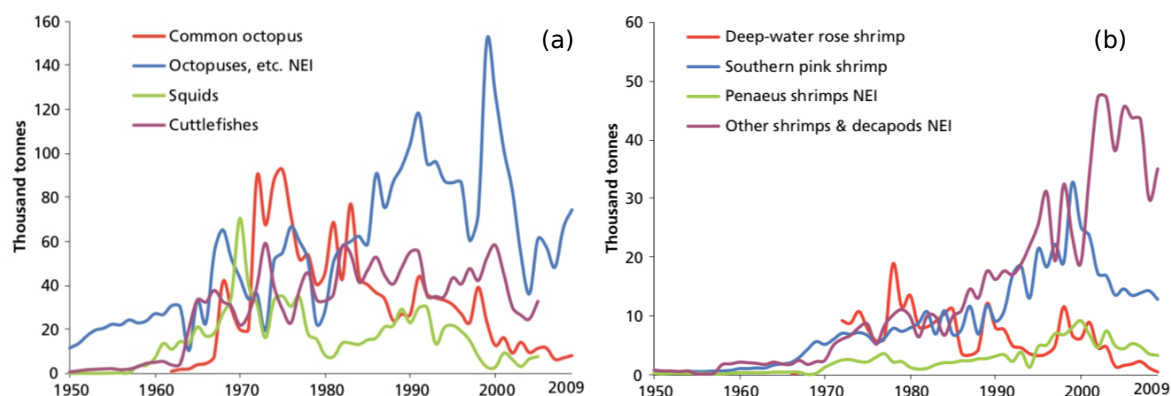 160
140
120
100
80
60
40
20
0
Thousand tonnes
Common octopus
Octopuses, etc. NEI
Squids
Cuttlefishes
(a)
1950 1960 1970 1980 1990 2000 2009
60
50
40
30
20
10
0
Thousand tonnes
Deep-water rose shrimp
Southern pink shrimp
Penaeus shrimps NEI
Other shrimps & decapods NEI
(b)
1950 1960 1970 1980 1990 2000 2009